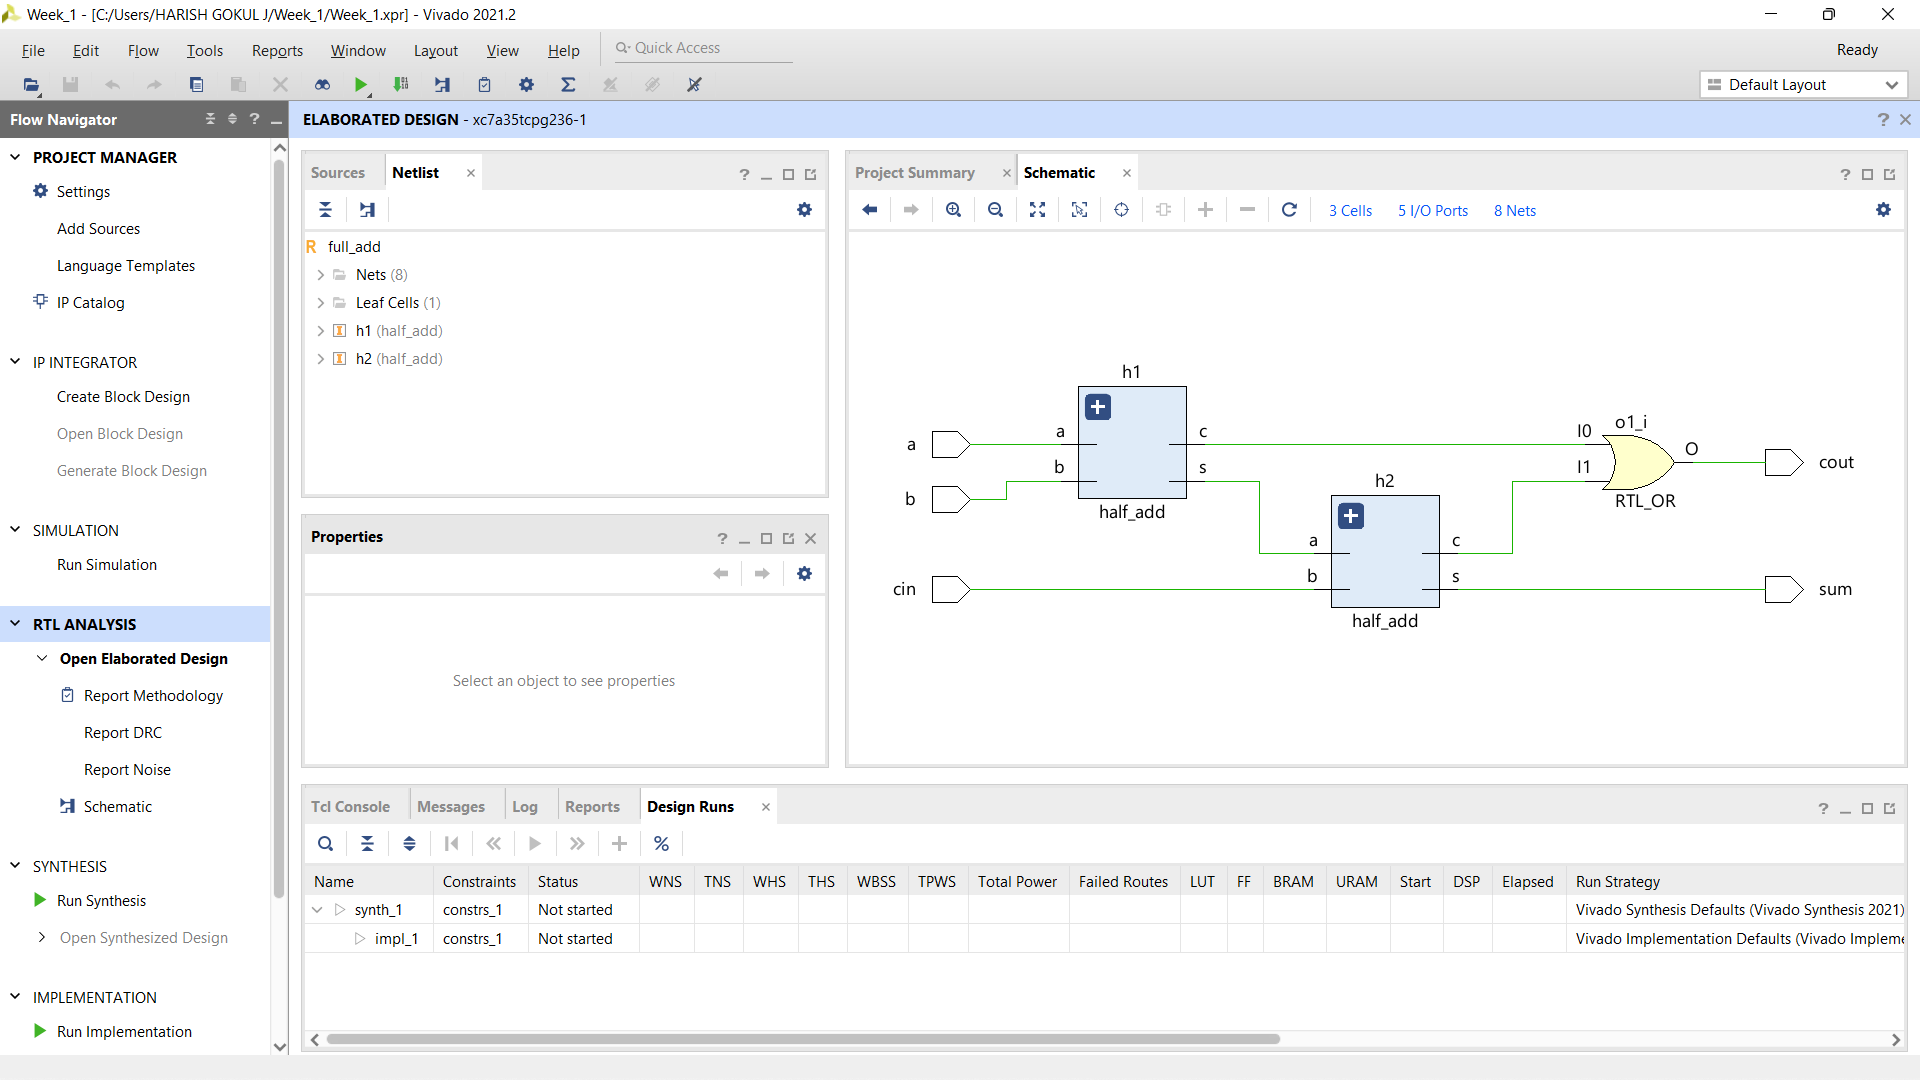 Week_1 - [C:/Users/HARISH GOKUL J/Week_1/Week_1.xpr] - Vivado 2021.2
File Edit Flow Tools Reports Window Layout View Help Quick Access Ready
Default Layout
Flow Navigator
ELABORATED DESIGN - xc7a35tcpg236-1
PROJECT MANAGER
Settings
Add Sources
Language Templates
IP Catalog
IP INTEGRATOR
Create Block Design
Open Block Design
Generate Block Design
SIMULATION
Run Simulation
RTL ANALYSIS
Open Elaborated Design
Report Methodology
Report DRC
Report Noise
Schematic
SYNTHESIS
Run Synthesis
Open Synthesized Design
IMPLEMENTATION
Run Implementation
Sources Netlist
full_add
Nets (8)
Leaf Cells (1)
h1 (half_add)
h2 (half_add)
Properties
Select an object to see properties
Project Summary Schematic
3 Cells 5 I/O Ports 8 Nets
h1
a
a
c
b
b
s
half_add
h2
a
c
cin
b
s
half_add
o1_i
I0
I1
O
RTL_OR
cout
sum
Tcl Console Messages Log Reports Design Runs
Name Constraints Status WNS TNS WHS THS WBSS TPWS Total Power Failed Routes LUT FF BRAM URAM Start DSP Elapsed Run Strategy
synth_1 constrs_1 Not started Vivado Synthesis Defaults (Vivado Synthesis 2021)
impl_1 constrs_1 Not started Vivado Implementation Defaults (Vivado Impleme